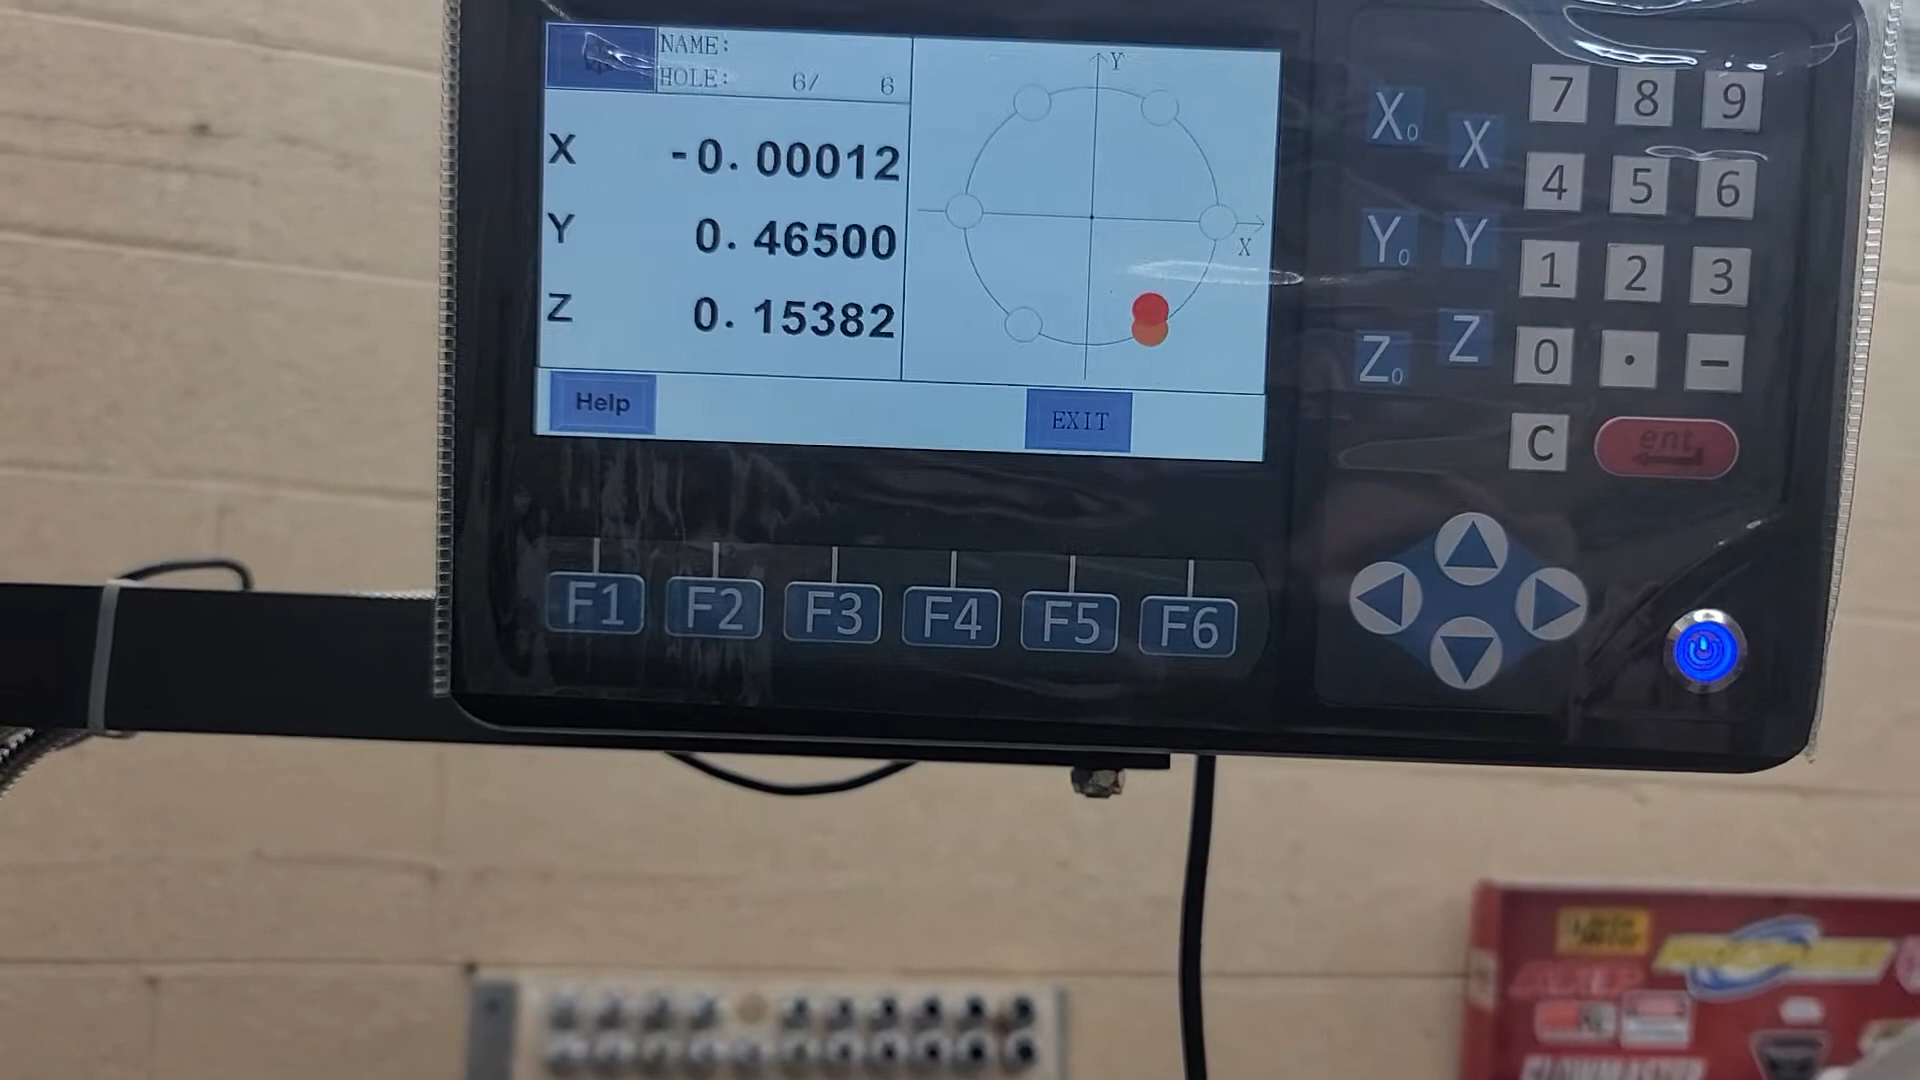 NAME:
HOLE: 6/ 6
X -0.00012
Y 0.46500
Z 0.15382
Y
X
Help
EXIT
F1 F2 F3 F4 F5 F6
X0 X 7 8 9
4 5 6
Y0 Y 1 2 3
Z0 Z 0 . -
C ent